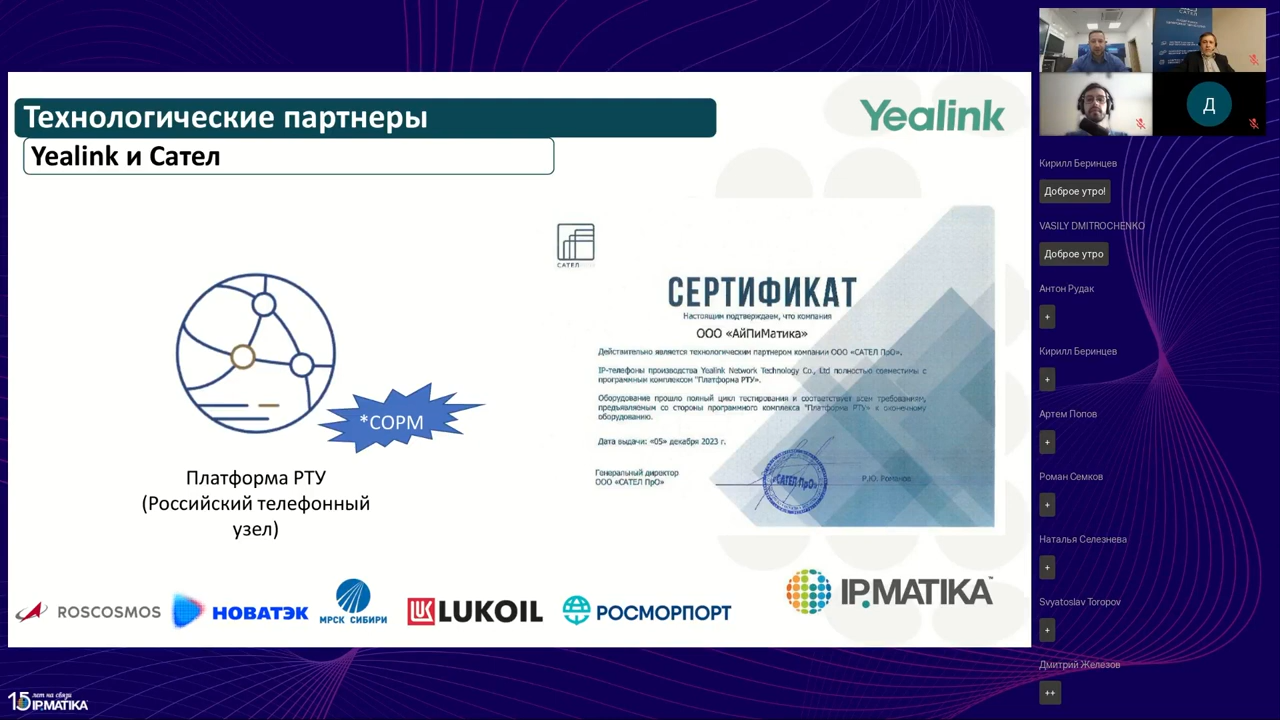 Технологические партнеры
Yealink и Сател
Yealink
САТЕЛ
СЕРТИФИКАТ
Настоящим подтверждаем, что компания
ООО «АйПиМатика»
Действительно является технологическим партнером компании ООО «САТЕЛ ПрО».
IP-телефоны производства Yealink Network Technology Co., Ltd полностью совместимы с
программным комплексом "Платформа РТУ».
Оборудование прошло полный цикл тестирования и соответствует всем требованиям,
предъявляемым со стороны программного комплекса "Платформа РТУ» к оконечному
оборудованию.
Дата выдачи: «05» декабря 2023 г.
Генеральный директор
ООО «САТЕЛ ПрО»
«САТЕЛ ПрО»
Р.Ю. Романов
*СОРМ
Платформа РТУ
(Российский телефонный
узел)
ROSCOSMOS
НОВАТЭК
МРСК СИБИРИ
LUKOIL
РОСМОРПОРТ
IP.MATIKA™
15 лет на связи
IP.MATIKA
САТЕЛ
Д
Кирилл Беринцев
Доброе утро!
VASILY DMITROCHENKO
Доброе утро
Антон Рудак
+
Кирилл Беринцев
+
Артем Попов
+
Роман Семков
+
Наталья Селезнева
+
Svyatoslav Toropov
+
Дмитрий Железов
++